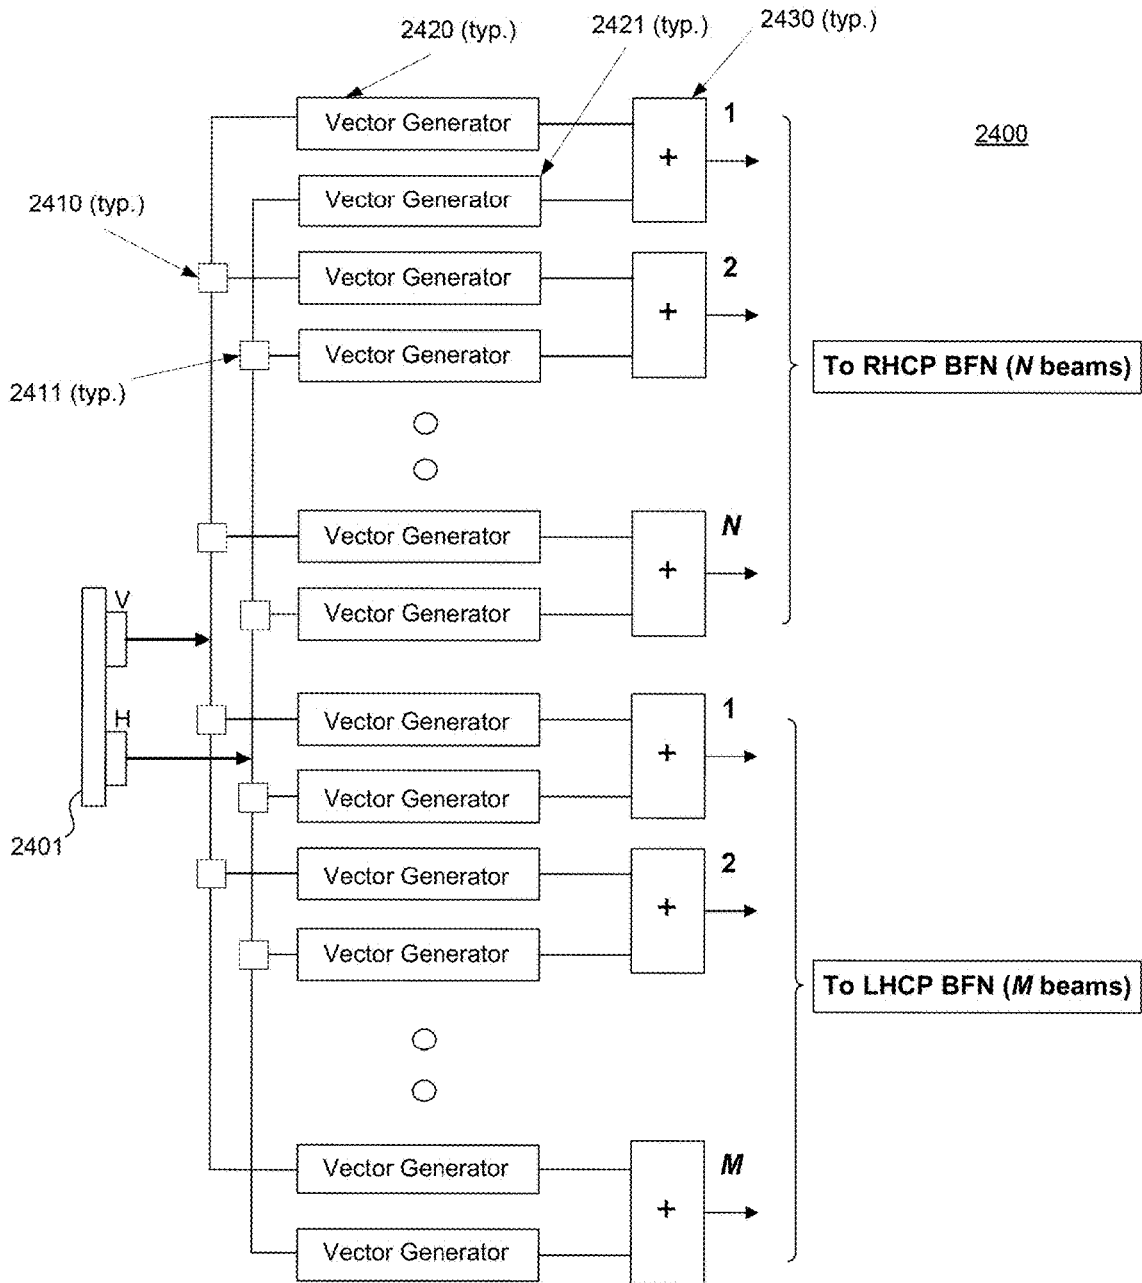 2420 (typ.)
2421 (typ.)
2430 (typ.)
Vector Generator
1
2400
+
Vector Generator
2410 (typ.)
Vector Generator
2
+
Vector Generator
To RHCP BFN (N beams)
2411 (typ.)
Vector Generator
N
+
V
Vector Generator
H
Vector Generator
1
+
Vector Generator
2401
Vector Generator
2
+
Vector Generator
To LHCP BFN (M beams)
Vector Generator
M
+
Vector Generator